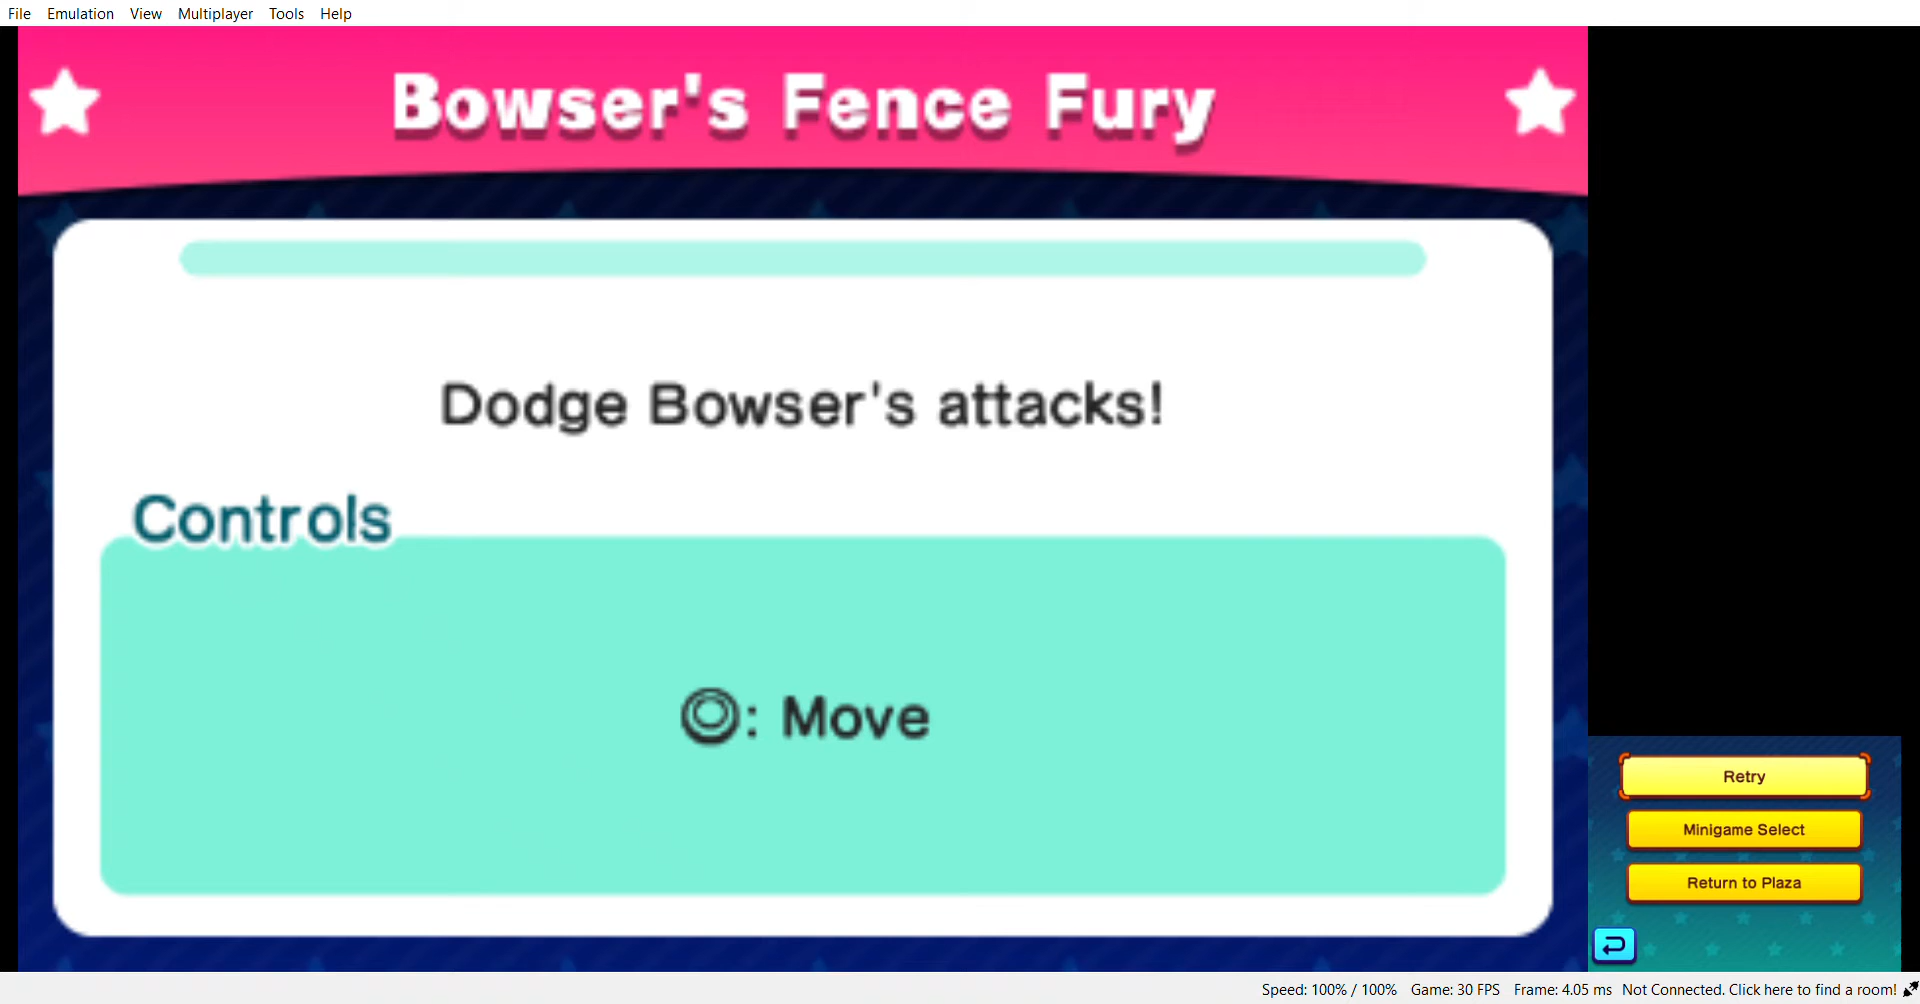 File Emulation View Multiplayer Tools Help
Bowser's Fence Fury
Dodge Bowser's attacks!
Controls
: Move
Retry
Minigame Select
Return to Plaza
Speed: 100% / 100% Game: 30 FPS Frame: 4.05 ms Not Connected. Click here to find a room!